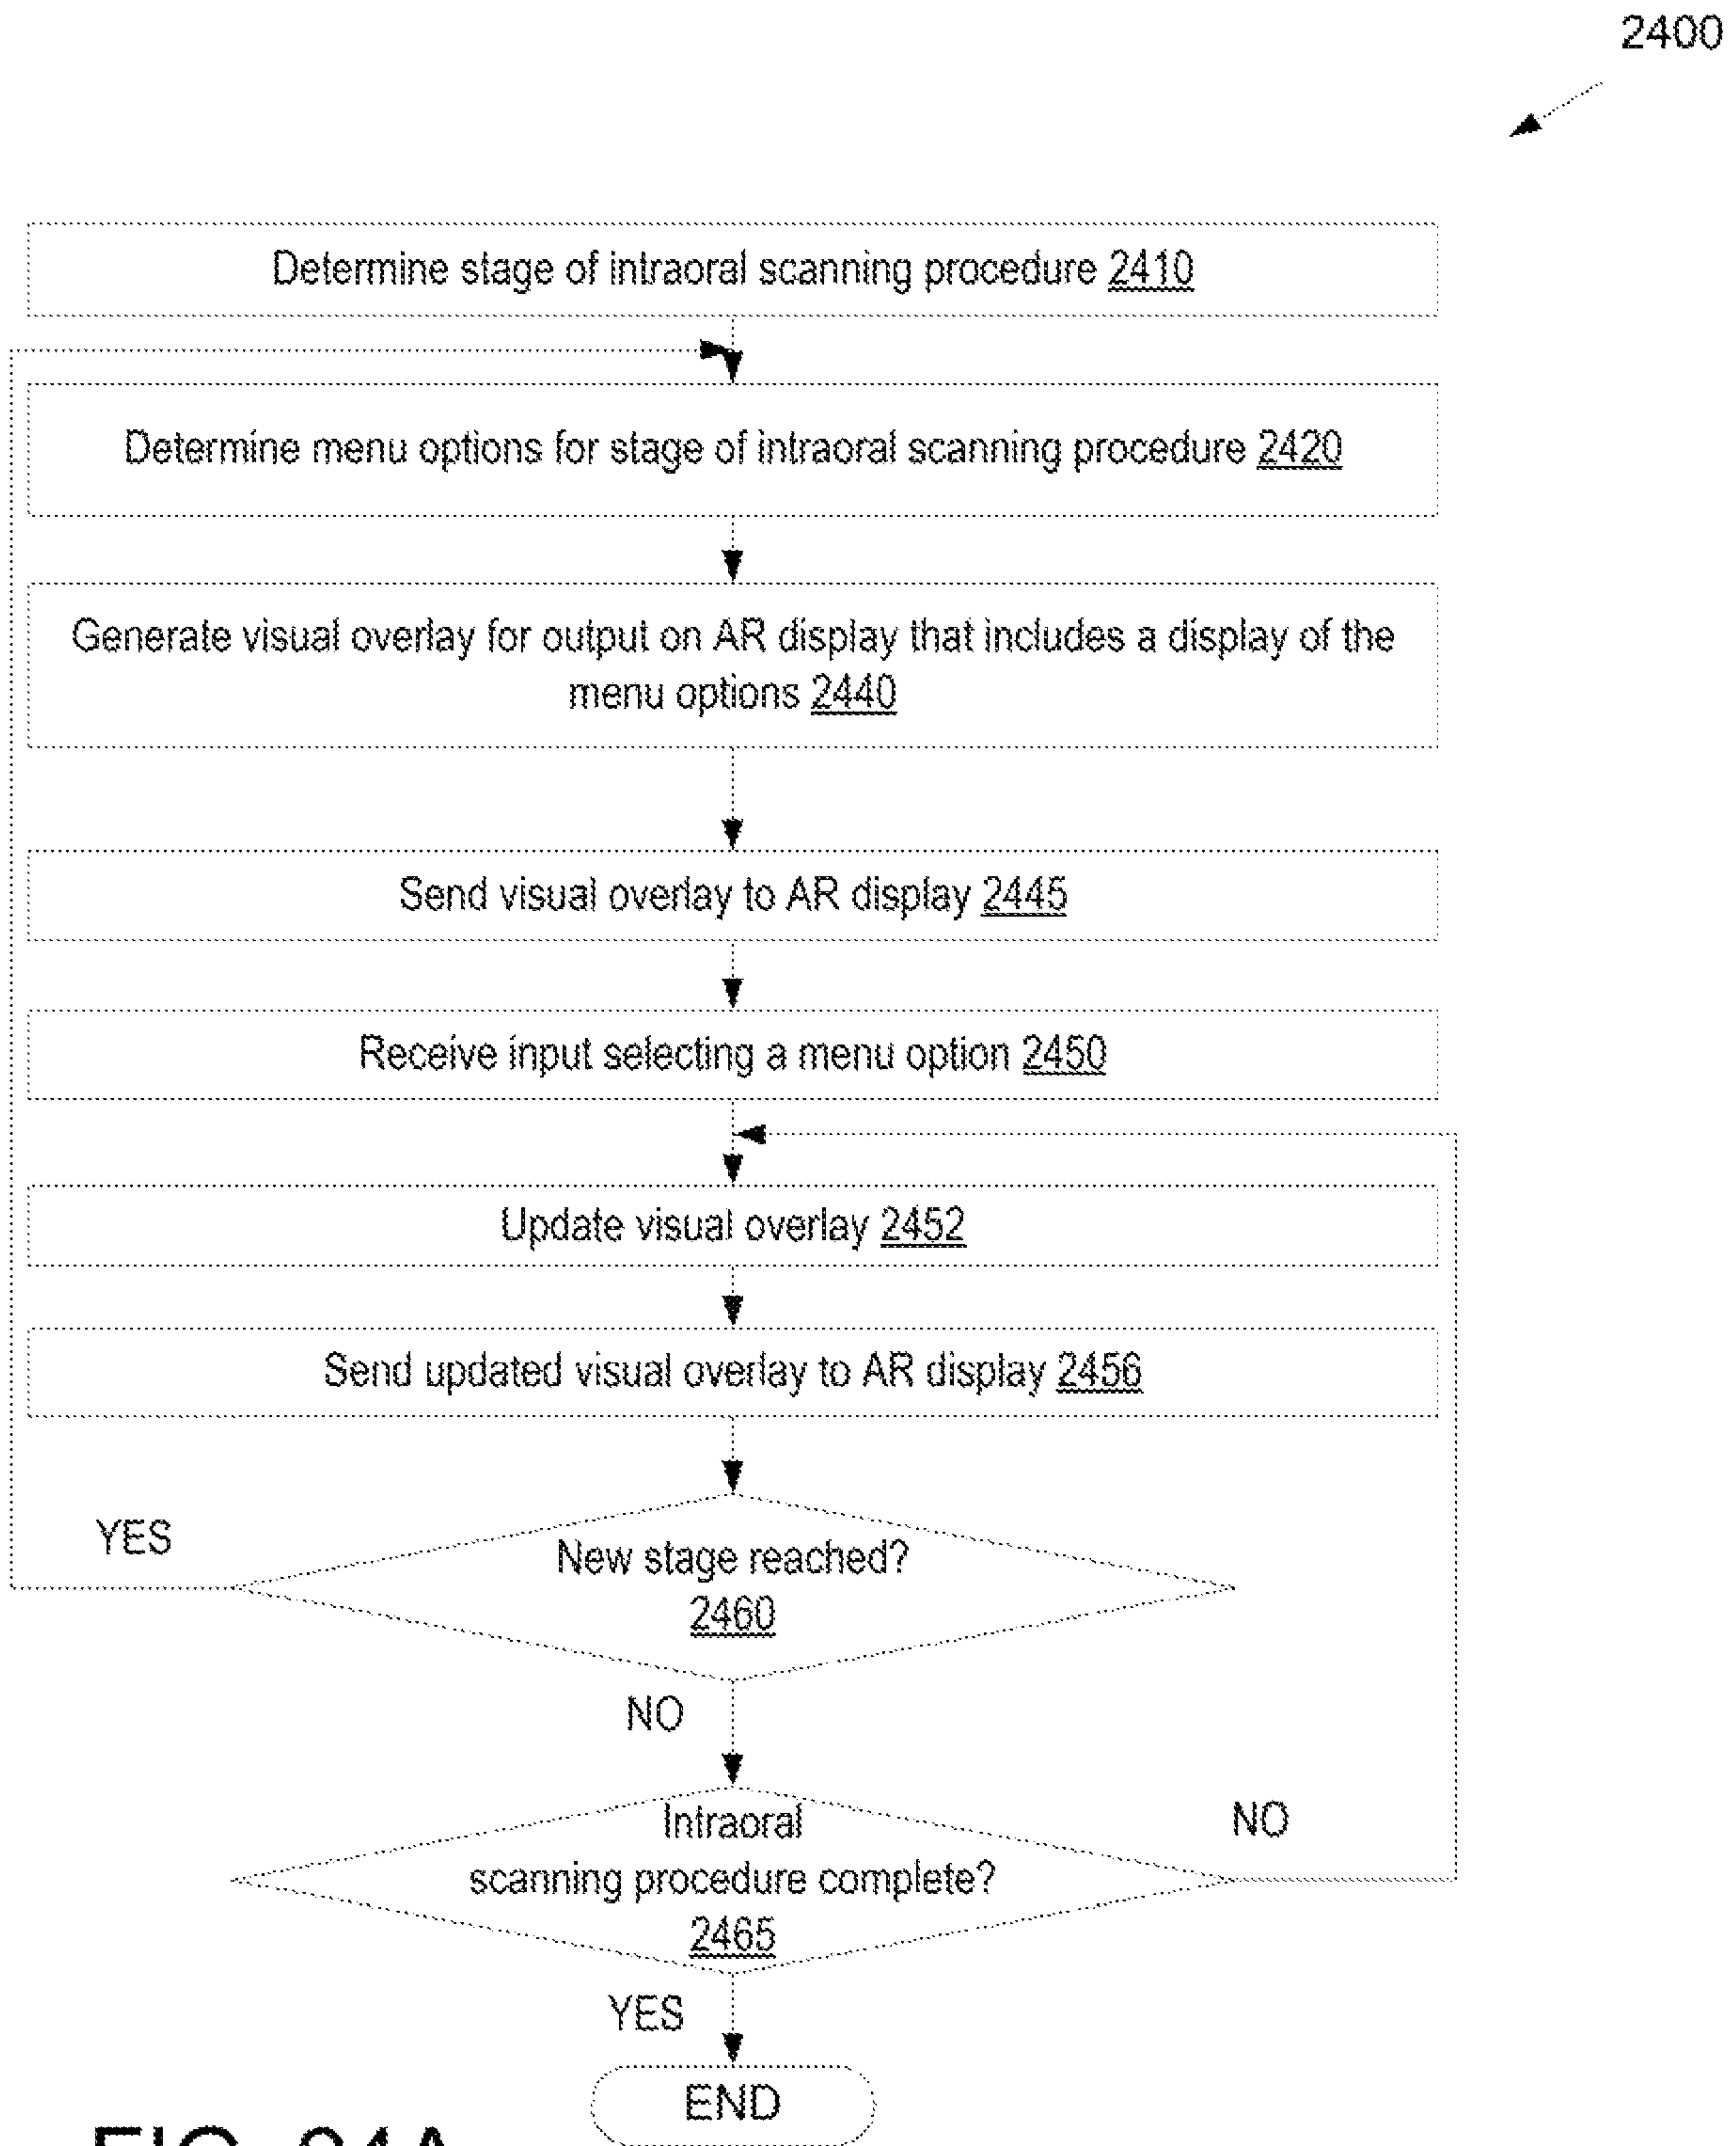 2400
Determine stage of intraoral scanning procedure 2410
Determine menu options for stage of intraoral scanning procedure 2420
Generate visual overlay for output on AR display that includes a display of the
menu options 2440
Send visual overlay to AR display 2445
Receive input selecting a menu option 2450
Update visual overlay 2452
Send updated visual overlay to AR display 2456
YES
New stage reached?
2460
NO
Intraoral
scanning procedure complete?
2465
NO
YES
END
FIG. 24A